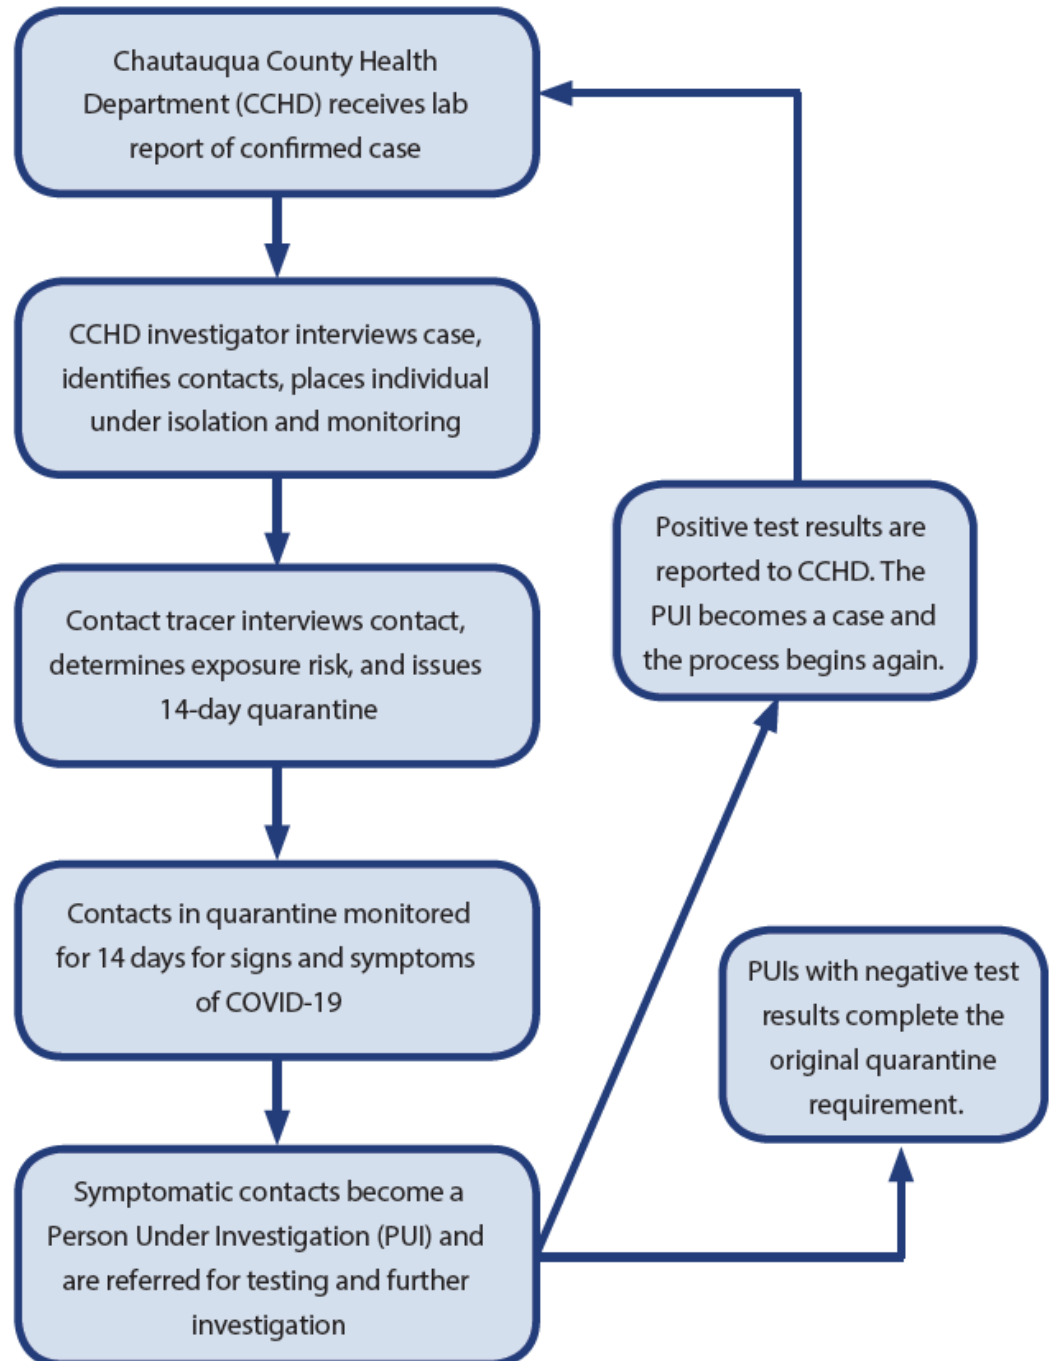 Chautauqua County Health
Department (CCHD) receives lab
report of confirmed case
CCHD investigator interviews case,
identifies contacts, places individual
under isolation and monitoring
Contact tracer interviews contact,
determines exposure risk, and issues
14-day quarantine
Contacts in quarantine monitored
for 14 days for signs and symptoms
of COVID-19
Symptomatic contacts become a
Person Under Investigation (PUI) and
are referred for testing and further
investigation
Positive test results are
reported to CCHD. The
PUI becomes a case and
the process begins again.
PUIs with negative test
results complete the
original quarantine
requirement.